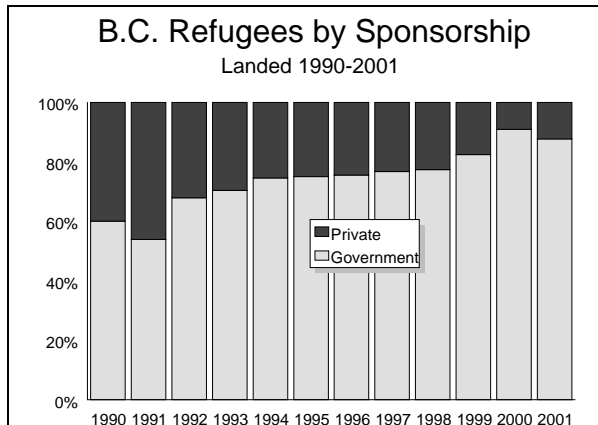 B.C. Refugees by Sponsorship
Landed 1990-2001
100%
80%
60%
40%
20%
0%
Private
Government
1990 1991 1992 1993 1994 1995 1996 1997 1998 1999 2000 2001